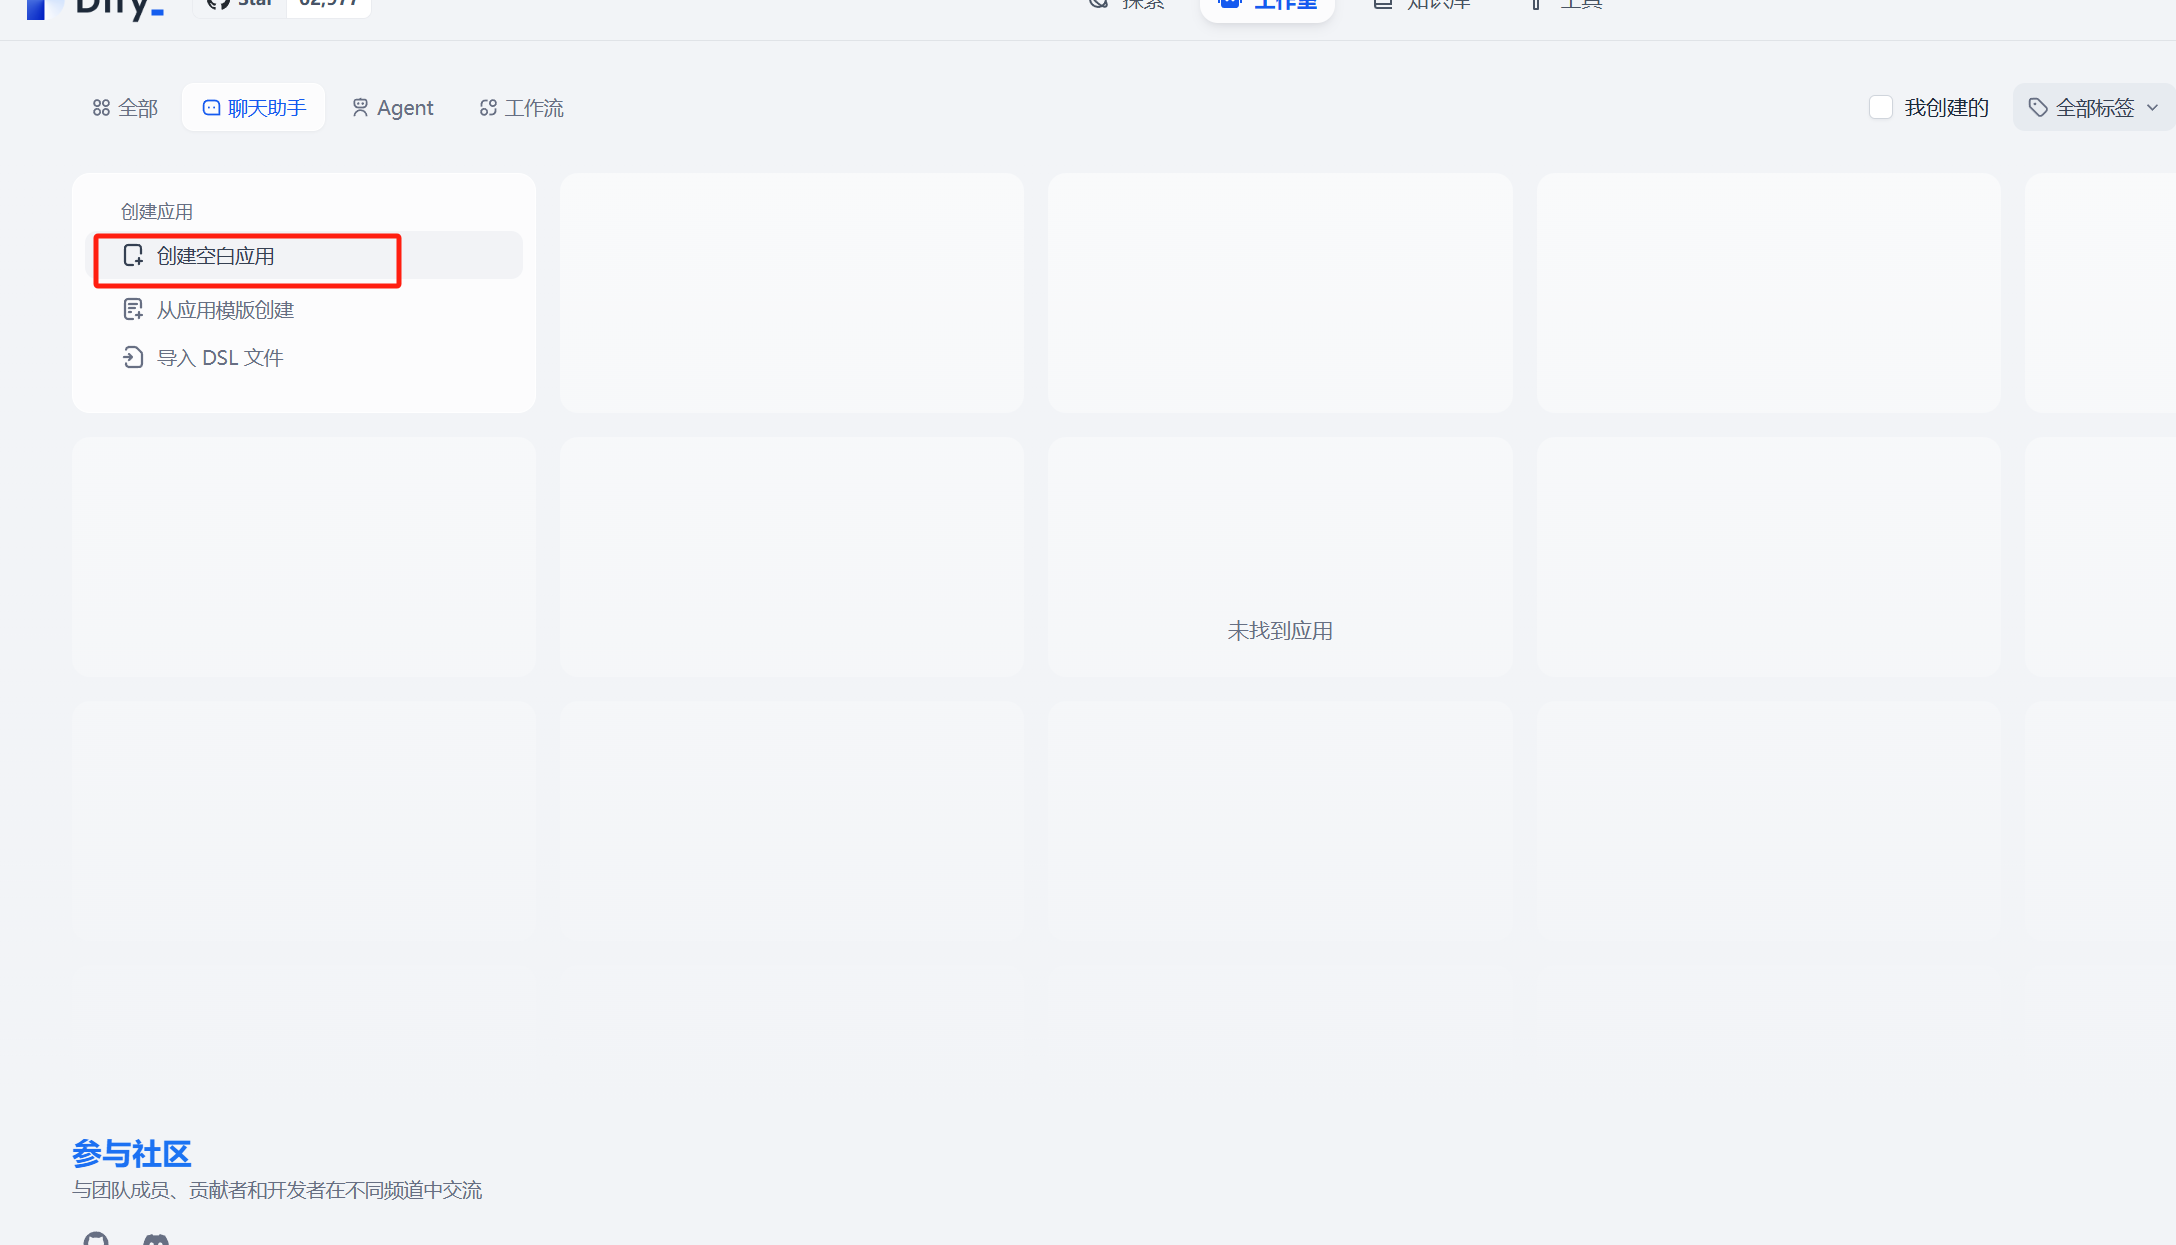 Dify
Star 62,977
探索 工作室 知识库 工具
全部 聊天助手 Agent 工作流 我创建的 全部标签
创建应用
创建空白应用
从应用模版创建
导入 DSL 文件
未找到应用
参与社区
与团队成员、贡献者和开发者在不同频道中交流